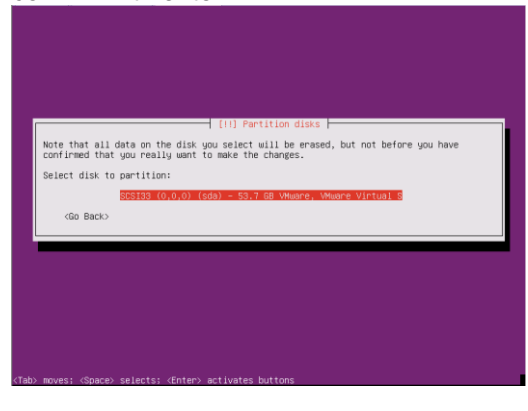 [!!] Partition disks
Note that all data on the disk you select will be erased, but not before you have
confirmed that you really want to make the changes.
Select disk to partition:
SCSI33 (0,0,0) (sda) - 53.7 GB VMware, VMware Virtual S
<Go Back>
<Tab> moves; <Space> selects; <Enter> activates buttons